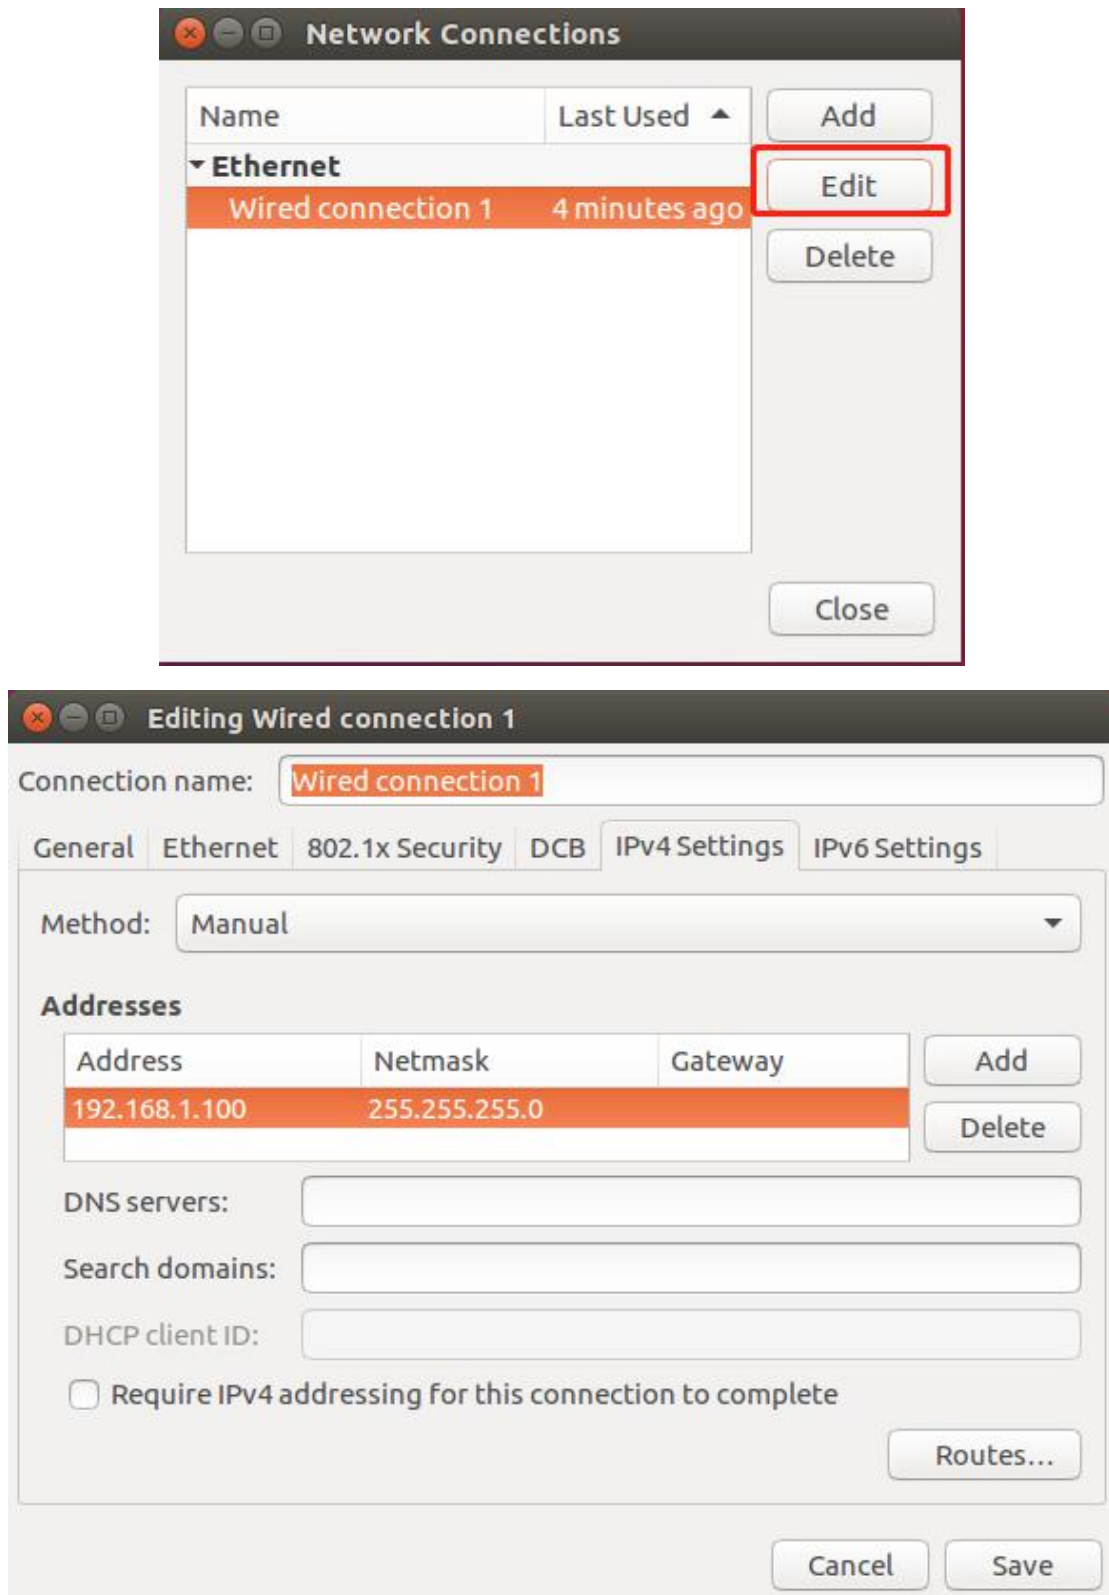 Network Connections
Name Last Used Add
Ethernet
Edit
Wired connection 1 4 minutes ago
Delete
Close
Editing Wired connection 1
Connection name: Wired connection 1
General Ethernet 802.1x Security DCB IPv4 Settings IPv6 Settings
Method: Manual
Addresses
Address Netmask Gateway Add
192.168.1.100 255.255.255.0
Delete
DNS servers:
Search domains:
DHCP client ID:
Require IPv4 addressing for this connection to complete
Routes...
Cancel Save